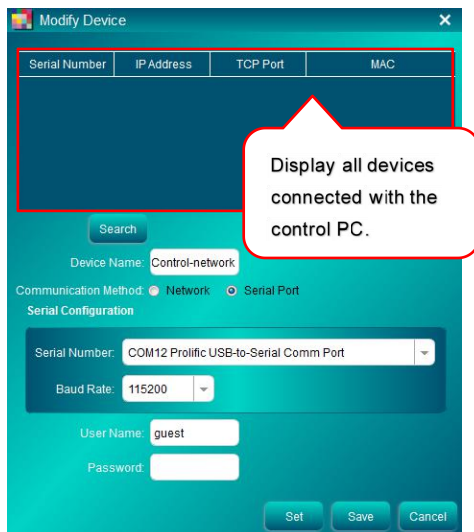 Modify Device
Serial Number IP Address TCP Port MAC
Display all devices
connected with the
control PC.
Search
Device Name: Control-network
Communication Method: Network Serial Port
Serial Configuration
Serial Number: COM12 Prolific USB-to-Serial Comm Port
Baud Rate: 115200
User Name: guest
Password:
Set Save Cancel